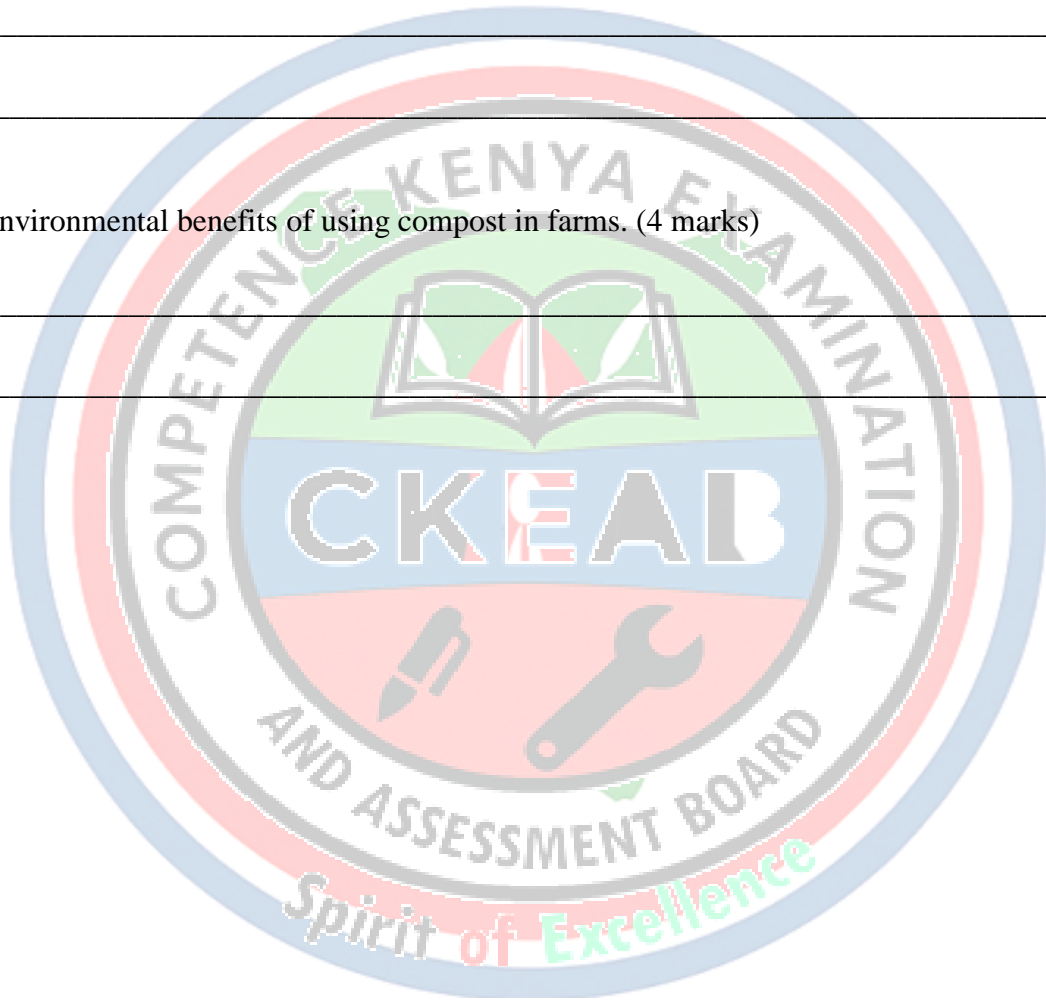 nvironmental benefits of using compost in farms. (4 marks)
COMPETENCE KENYA EXAMINATION
CKEAB
AND ASSESSMENT BOARD
Spirit of Excellence